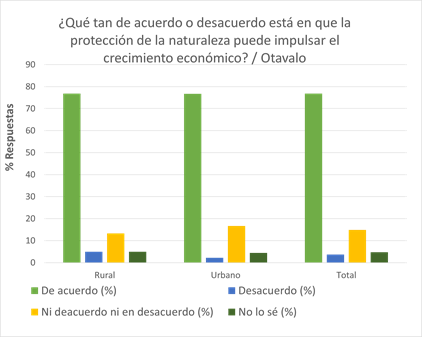 ¿Qué tan de acuerdo o desacuerdo está en que la
protección de la naturaleza puede impulsar el
crecimiento económico? / Otavalo
90
80
70
60
50
40
30
20
10
0
% Respuestas
Rural Urbano Total
De acuerdo (%) Desacuerdo (%)
Ni deacuerdo ni en desacuerdo (%) No lo sé (%)